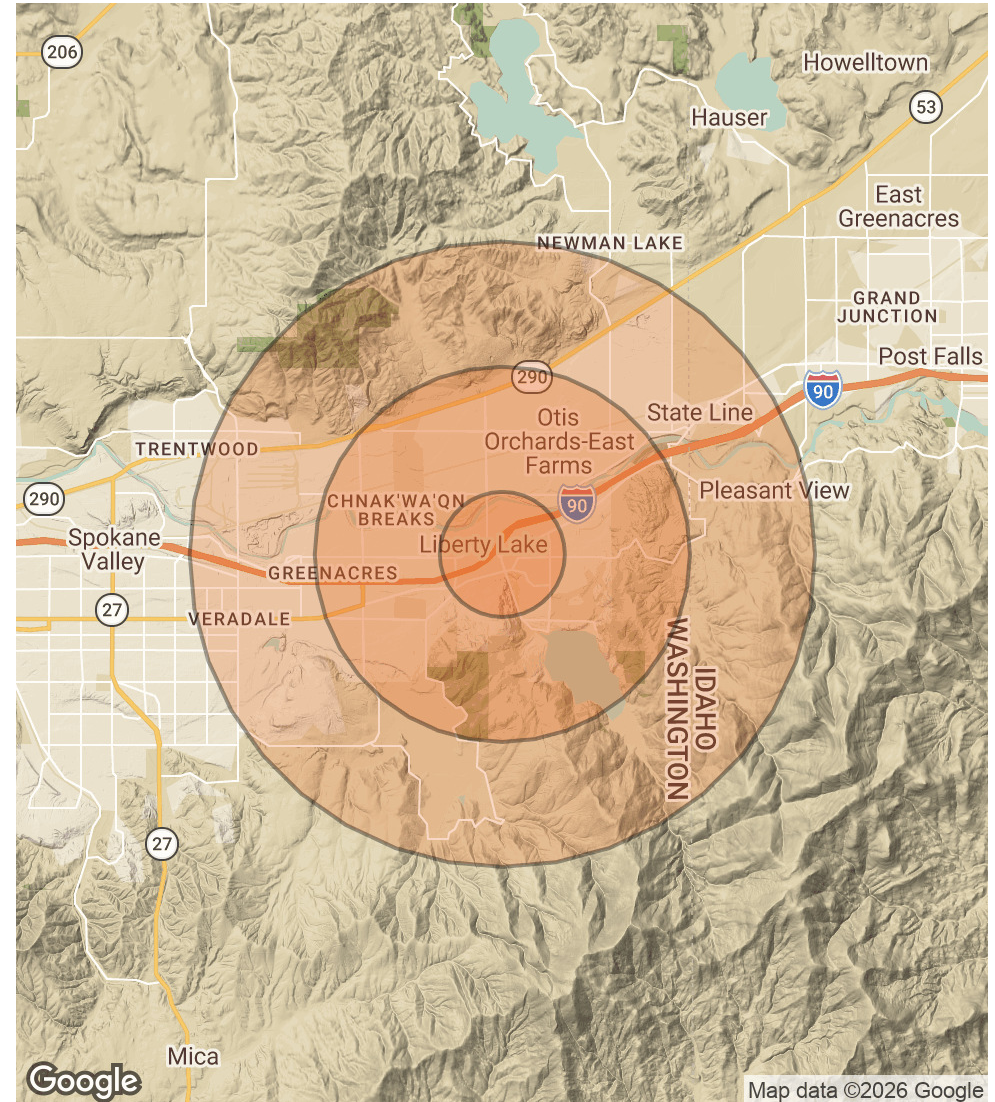 206
Howelltown
53
Hauser
East
Greenacres
NEWMAN LAKE
GRAND
JUNCTION
Post Falls
290
90
State Line
Otis
Orchards-East
Farms
TRENTWOOD
Pleasant View
290
CHNAK'WA'QN
BREAKS
90
Spokane
Valley
Liberty Lake
GREENACRES
27
VERADALE
IDAHO
WASHINGTON
27
Mica
Google
Map data ©2026 Google